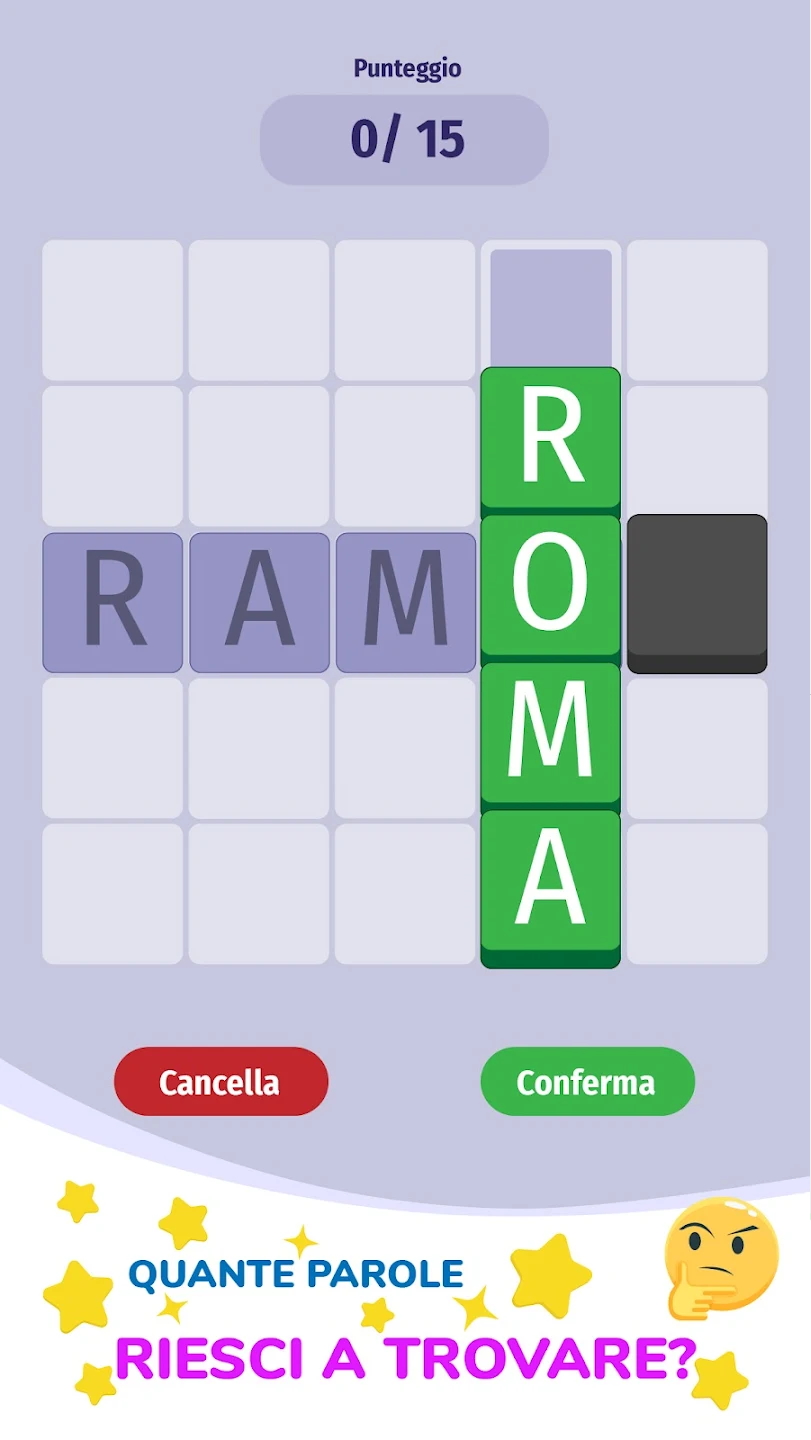 Punteggio
0/ 15
R
R A M O
M
A
Cancella Conferma
QUANTE PAROLE
RIESCI A TROVARE?